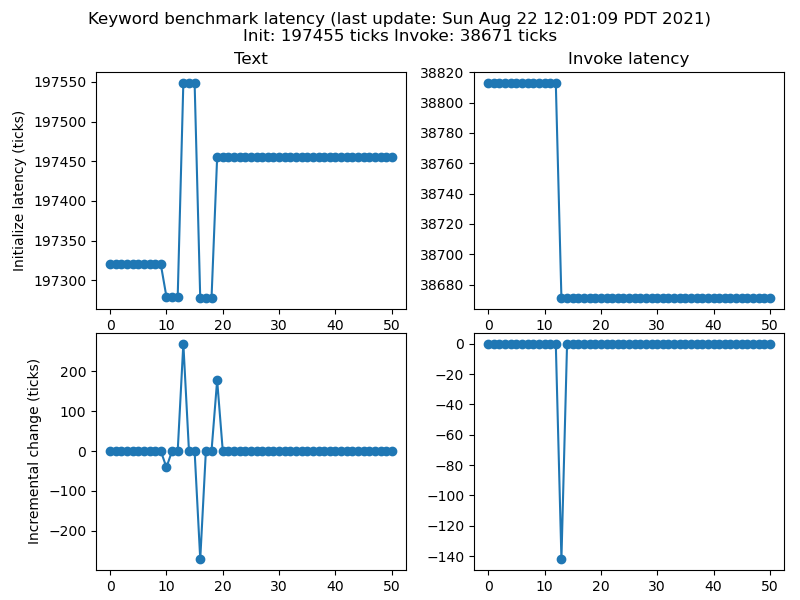 Keyword benchmark latency (last update: Sun Aug 22 12:01:09 PDT 2021)
Init: 197455 ticks Invoke: 38671 ticks
Text
Invoke latency
Initialize latency (ticks)
197550
197500
197450
197400
197350
197300
0 10 20 30 40 50
38820
38800
38780
38760
38740
38720
38700
38680
0 10 20 30 40 50
Incremental change (ticks)
200
100
0
−100
−200
0 10 20 30 40 50
0
−20
−40
−60
−80
−100
−120
−140
0 10 20 30 40 50